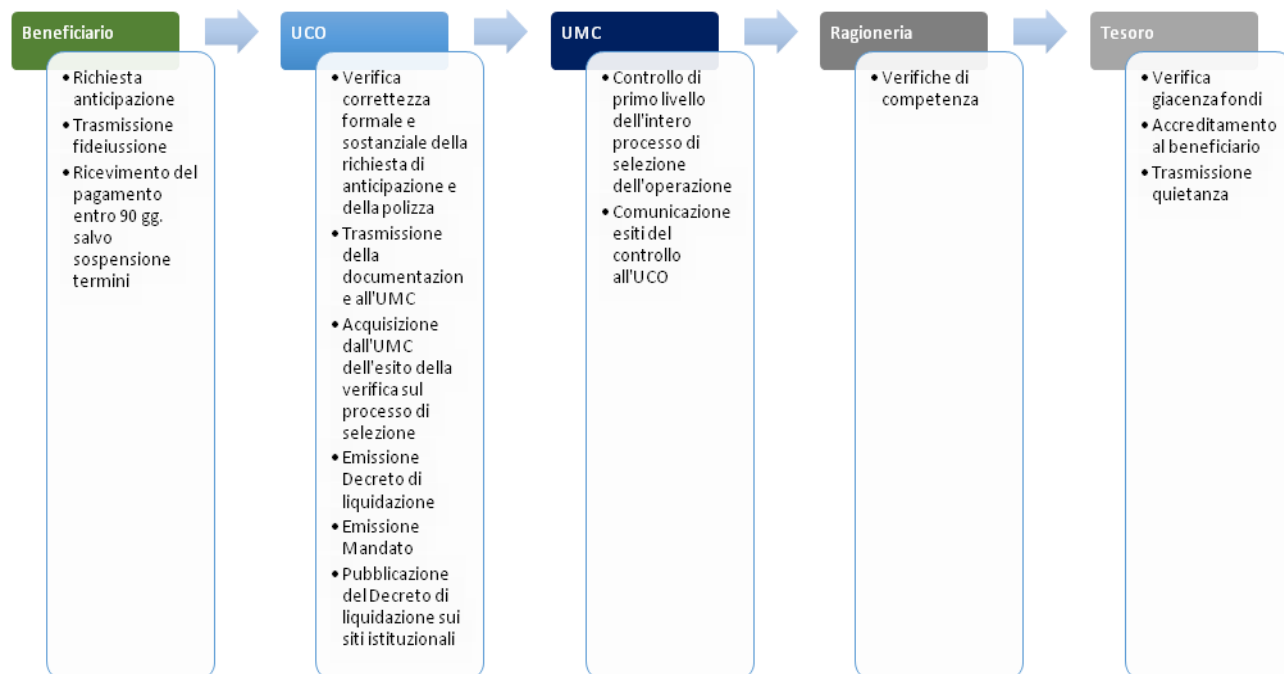 Beneficiario
• Richiesta
anticipazione
• Trasmissione
fideiussione
• Ricevimento del
pagamento
entro 90 gg.
salvo
sospensione
termini
UCO
• Verifica
correttezza
formale e
sostanziale della
richiesta di
anticipazione e
della polizza
• Trasmissione
della
documentazion
e all'UMC
• Acquisizione
dall'UMC
dell'esito della
verifica sul
processo di
selezione
• Emissione
Decreto di
liquidazione
• Emissione
Mandato
• Pubblicazione
del Decreto di
liquidazione sui
siti istituzionali
UMC
• Controllo di
primo livello
dell'intero
processo di
selezione
dell'operazione
• Comunicazione
esiti del
controllo
all'UCO
Ragioneria
• Verifiche di
competenza
Tesoro
• Verifica
giacenza fondi
• Accreditamento
al beneficiario
• Trasmissione
quietanza